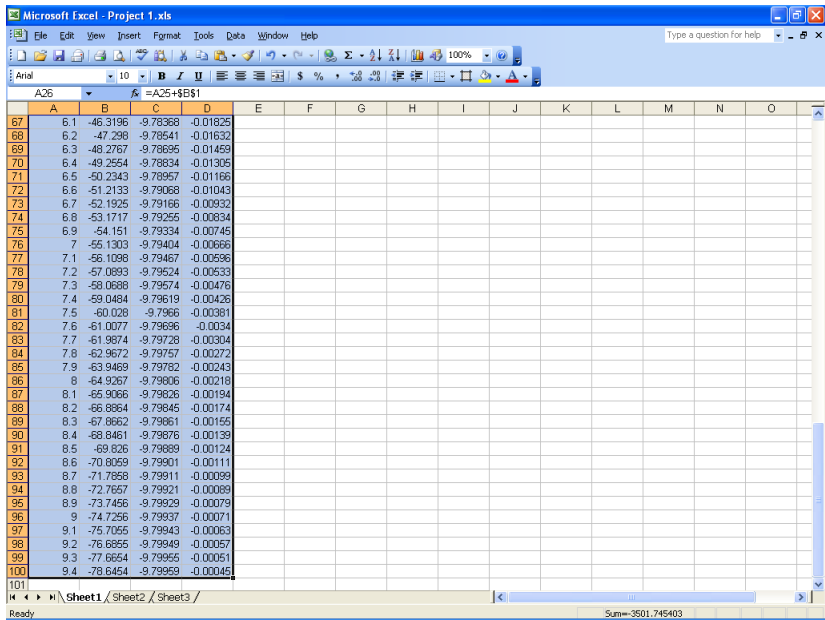 Microsoft Excel - Project 1.xls
File Edit View Insert Format Tools Data Window Help Type a question for help
100%
Arial 10 B I U $ % ,
A26 fx =A25+$B$1
A B C D E F G H I J K L M N O
67 6.1 -46.3196 -9.78368 -0.01825
68 6.2 -47.298 -9.78541 -0.01632
69 6.3 -48.2767 -9.78695 -0.01459
70 6.4 -49.2554 -9.78834 -0.01305
71 6.5 -50.2343 -9.78957 -0.01166
72 6.6 -51.2133 -9.79068 -0.01043
73 6.7 -52.1925 -9.79166 -0.00932
74 6.8 -53.1717 -9.79255 -0.00834
75 6.9 -54.151 -9.79334 -0.00745
76 7 -55.1303 -9.79404 -0.00666
77 7.1 -56.1098 -9.79467 -0.00596
78 7.2 -57.0893 -9.79524 -0.00533
79 7.3 -58.0688 -9.79574 -0.00476
80 7.4 -59.0484 -9.79619 -0.00426
81 7.5 -60.028 -9.7966 -0.00381
82 7.6 -61.0077 -9.79696 -0.0034
83 7.7 -61.9874 -9.79728 -0.00304
84 7.8 -62.9672 -9.79757 -0.00272
85 7.9 -63.9469 -9.79782 -0.00243
86 8 -64.9267 -9.79806 -0.00218
87 8.1 -65.9066 -9.79826 -0.00194
88 8.2 -66.8864 -9.79845 -0.00174
89 8.3 -67.8662 -9.79861 -0.00155
90 8.4 -68.8461 -9.79876 -0.00139
91 8.5 -69.826 -9.79889 -0.00124
92 8.6 -70.8059 -9.79901 -0.00111
93 8.7 -71.7858 -9.79911 -0.00099
94 8.8 -72.7657 -9.79921 -0.00089
95 8.9 -73.7456 -9.79929 -0.00079
96 9 -74.7256 -9.79937 -0.00071
97 9.1 -75.7055 -9.79943 -0.00063
98 9.2 -76.6855 -9.79949 -0.00057
99 9.3 -77.6654 -9.79955 -0.00051
100 9.4 -78.6454 -9.79959 -0.00045
101
Sheet1 / Sheet2 / Sheet3 /
Ready Sum=-3501.745403